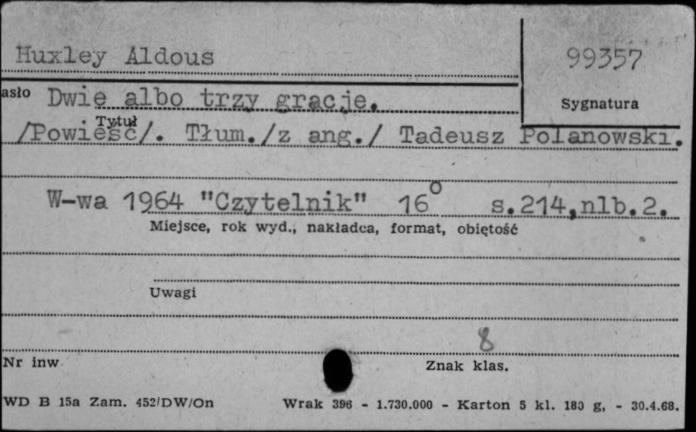 Huxley Aldous
99357
Sygnatura
asło Dwie albo trzy gracje.
Tytuł
/Powieść/. Tłum./z ang./ Tadeusz Polanowski.
W-wa 1964 "Czytelnik" 16° s.214,nlb.2.
Miejsce, rok wyd., nakładca, format, objętość
Uwagi
8
Nr inw
Znak klas.
WD B 15a Zam. 452/DW/On Wrak 396 - 1.730.000 - Karton 5 kl. 180 g, - 30.4.68.